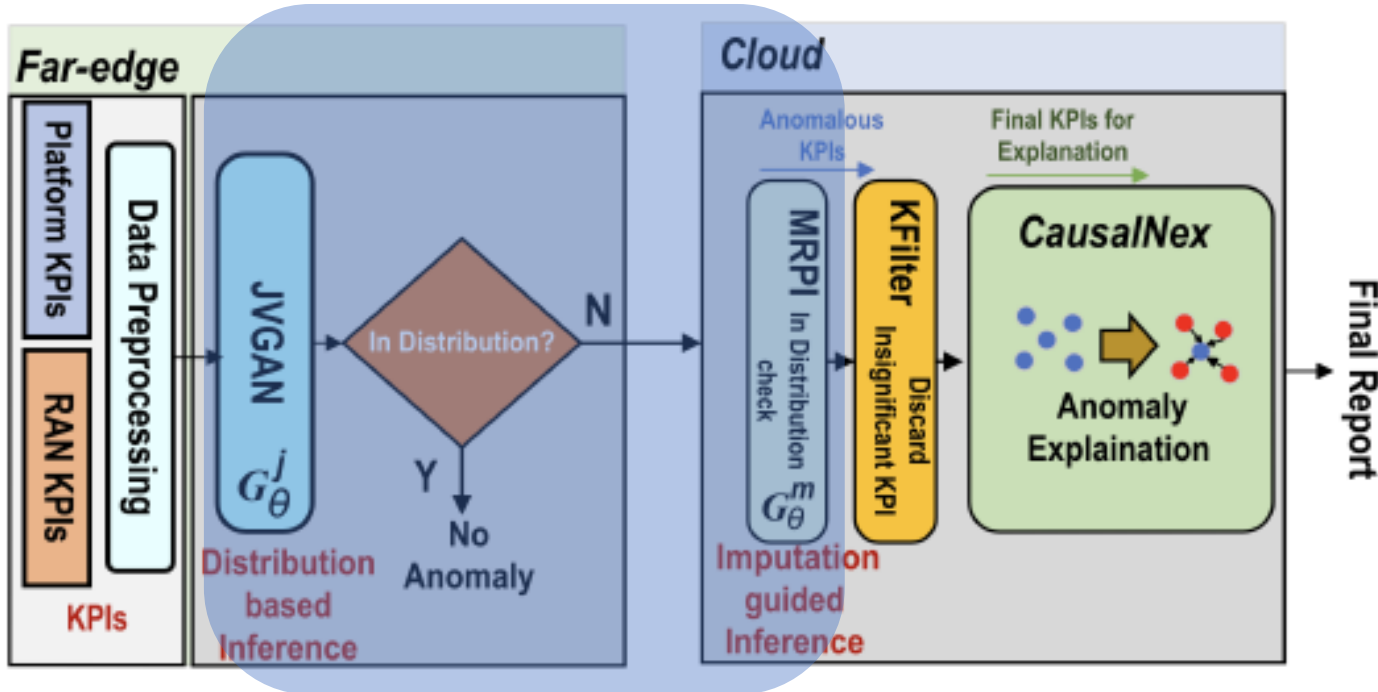 Far-edge
Platform KPIs
RAN KPIs
KPIs
Data Preprocessing
JVGAN
G_θ^j
Distribution
based
Inference
In Distribution?
Y
No
Anomaly
N
Cloud
Anomalous
KPIs
MRPI In Distribution
check
G_θ^m
Imputation
guided
Inference
KFilter
Discard
Insignificant KPI
Final KPIs for
Explanation
CausalNex
Anomaly
Explaination
Final Report